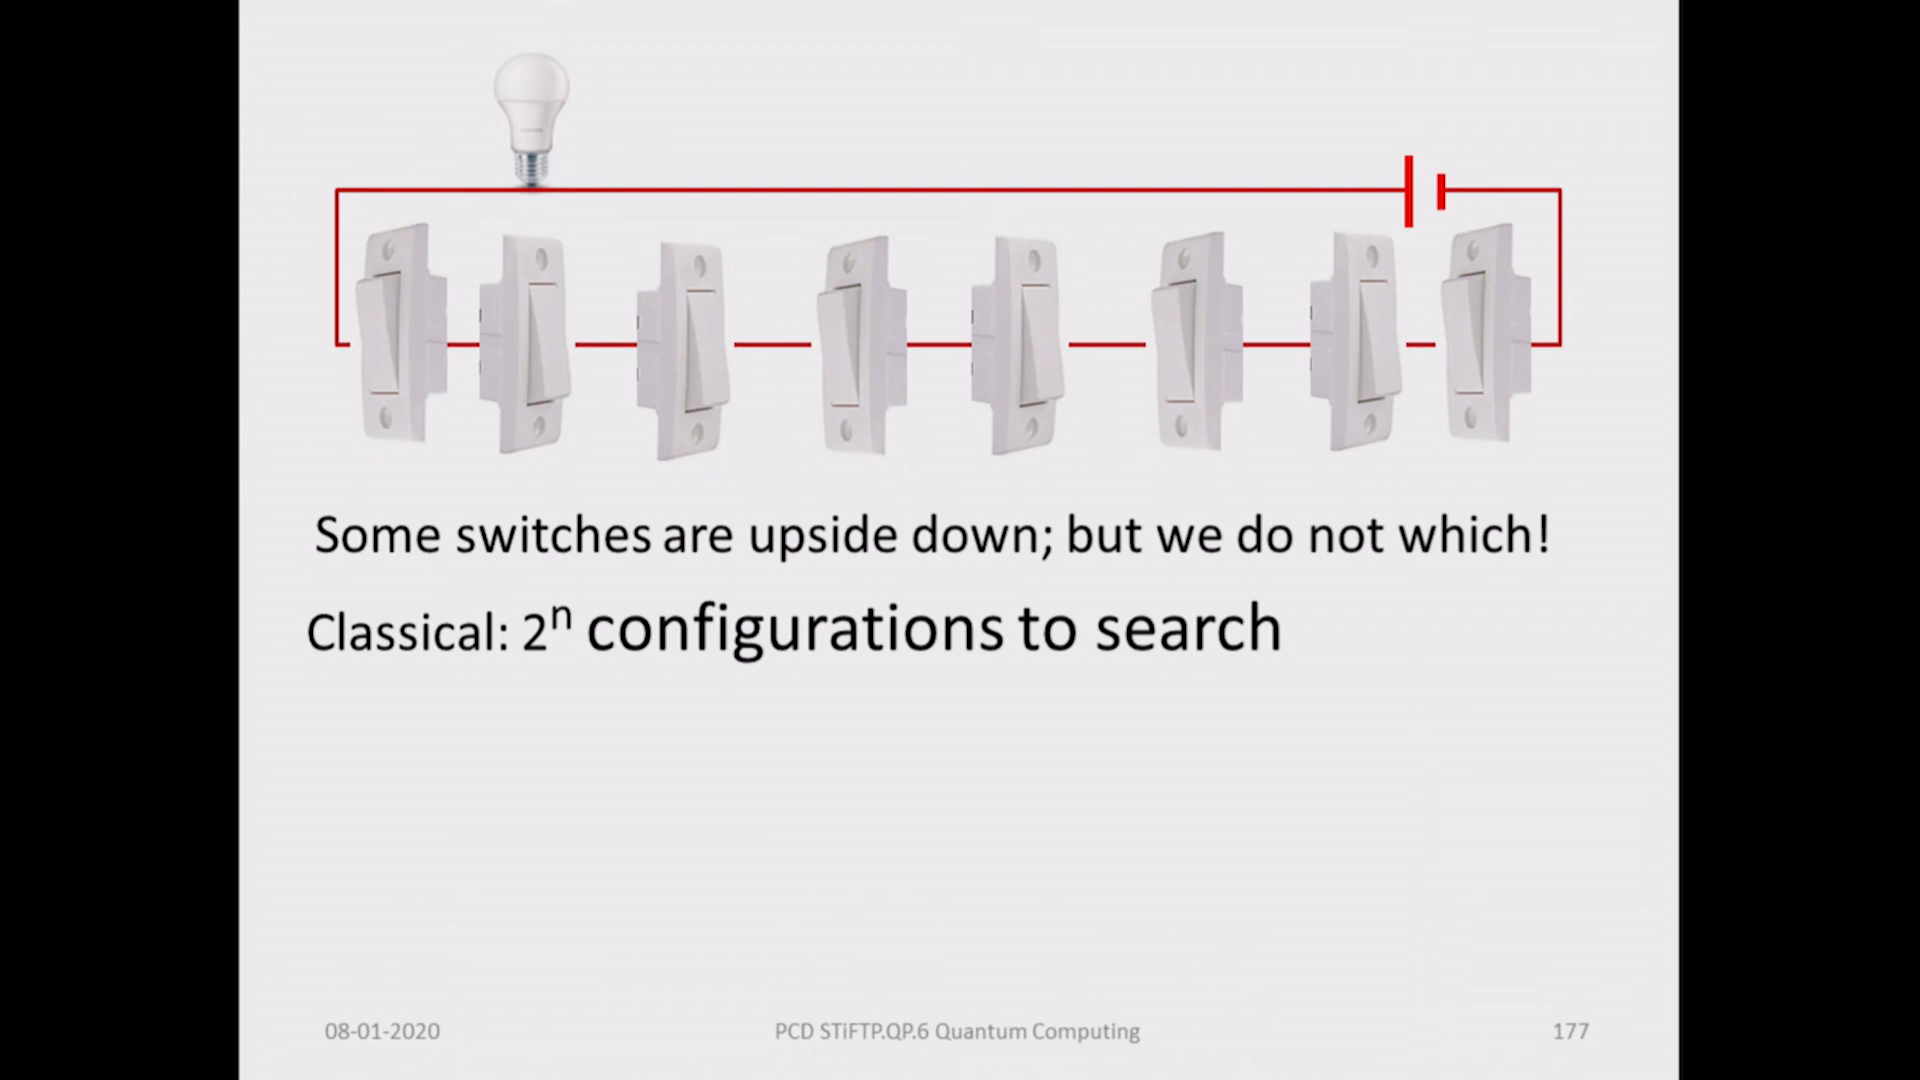 Some switches are upside down; but we do not which!
Classical: 2ⁿ configurations to search
08-01-2020
PCD STiFTP.QP.6 Quantum Computing
177